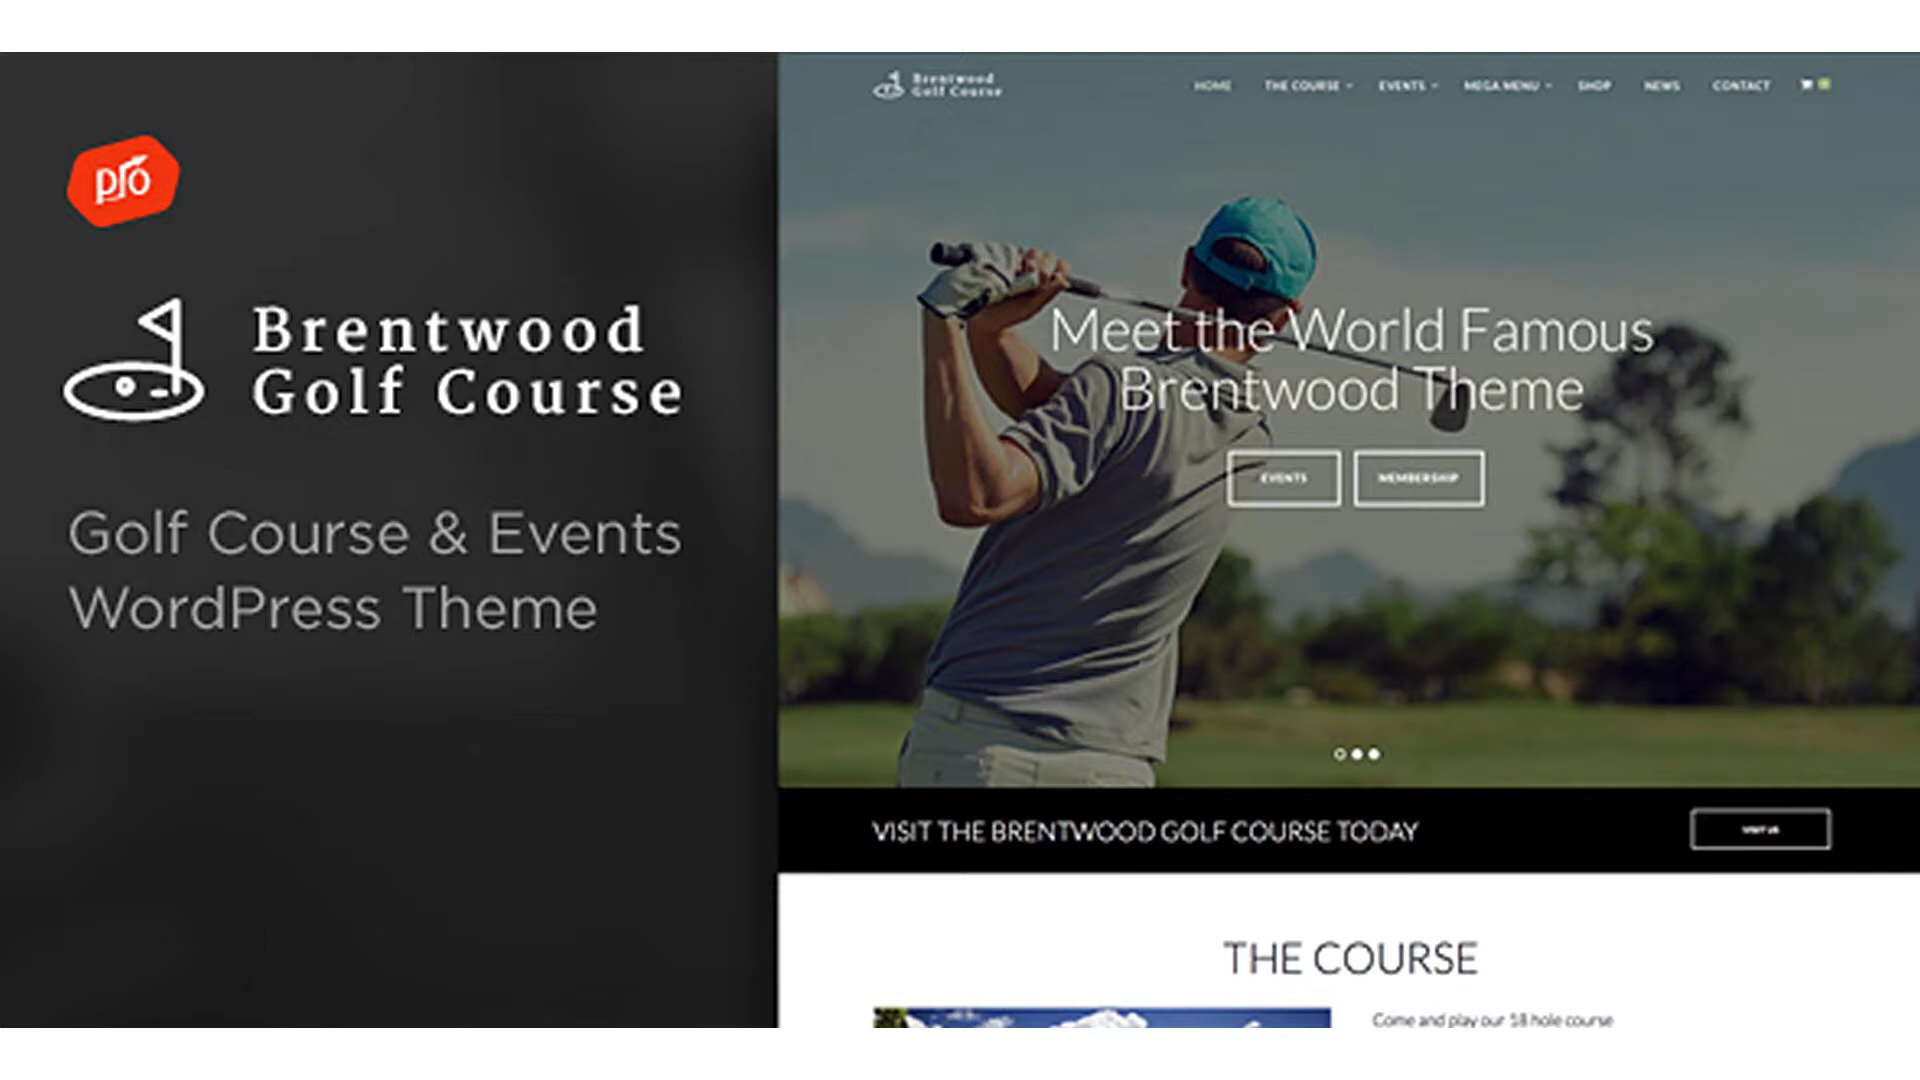 pro
Brentwood
Golf Course
Golf Course & Events
WordPress Theme
Brentwood
Golf Course
HOME THE COURSE EVENTS MEGA MENU SHOP NEWS CONTACT
Meet the World Famous
Brentwood Theme
EVENTS MEMBERSHIP
VISIT THE BRENTWOOD GOLF COURSE TODAY
VISIT US
THE COURSE
Come and play our 18 hole course